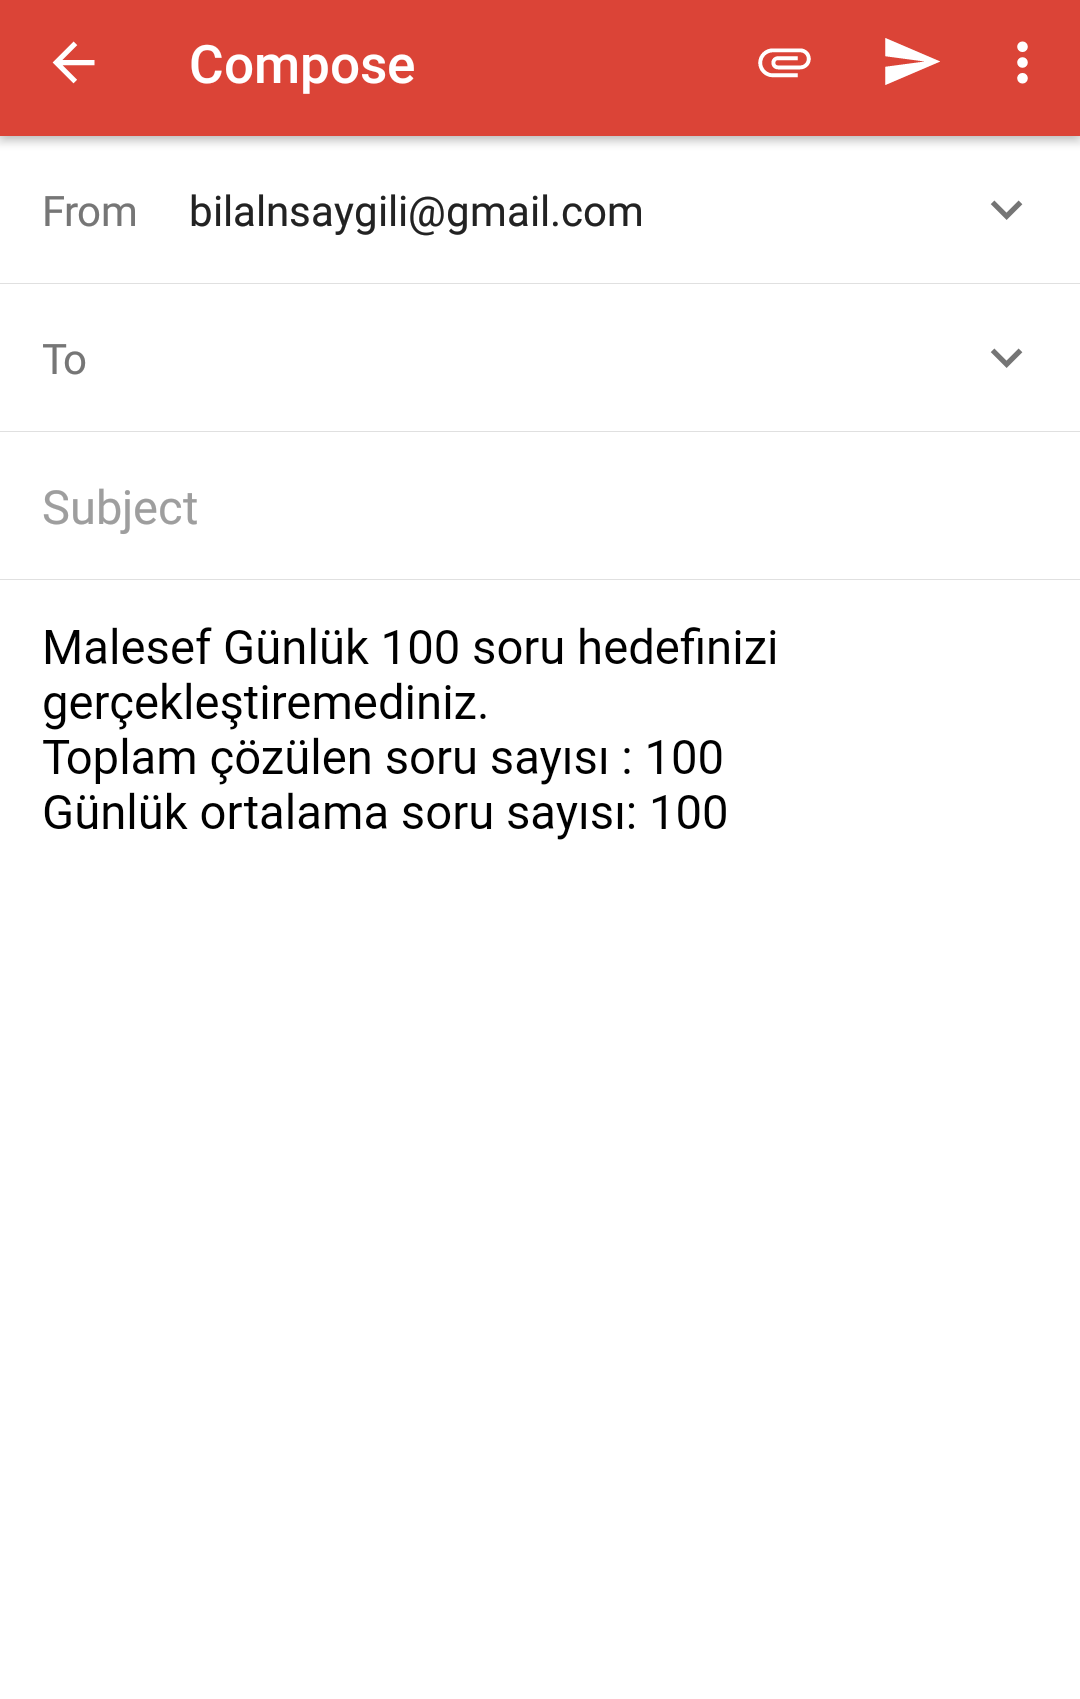 Compose
From bilalnsaygili@gmail.com
To
Subject
Malesef Günlük 100 soru hedefinizi
gerçekleştiremediniz.
Toplam çözülen soru sayısı : 100
Günlük ortalama soru sayısı: 100